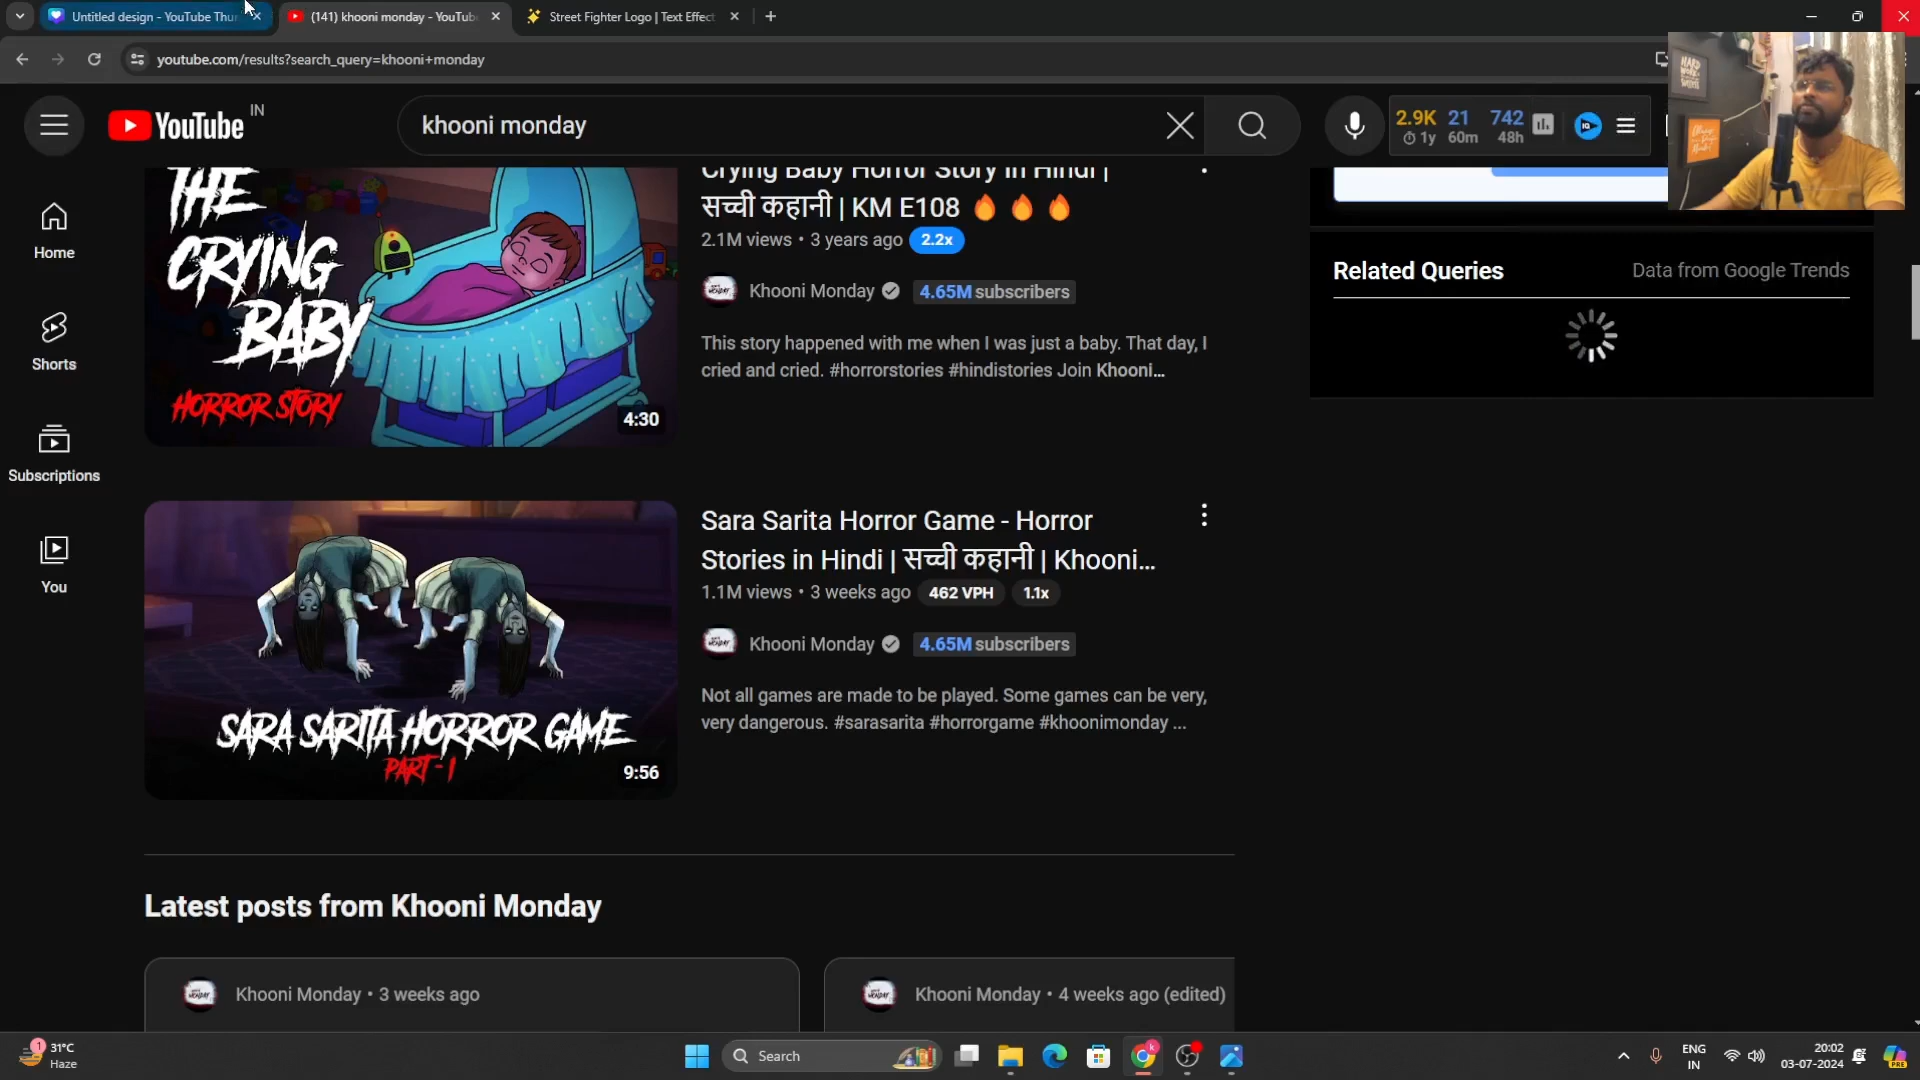 Untitled design - YouTube Thu
(141) khooni monday - YouTub
Street Fighter Logo | Text Effect
youtube.com/results?search_query=khooni+monday
YouTube IN
khooni monday
2.9K 21 742
1y 60m 48h
Home
Shorts
Subscriptions
You
THE
CRYING
BABY
HORROR STORY
4:30
Crying Baby Horror Story in Hindi |
सच्ची कहानी | KM E108 🔥 🔥 🔥
2.1M views • 3 years ago 2.2x
Khooni Monday 4.65M subscribers
This story happened with me when I was just a baby. That day, I
cried and cried. #horrorstories #hindistories Join Khooni...
Related Queries Data from Google Trends
SARA SARITA HORROR GAME
PART - 1
9:56
Sara Sarita Horror Game - Horror
Stories in Hindi | सच्ची कहानी | Khooni...
1.1M views • 3 weeks ago 462 VPH 1.1x
Khooni Monday 4.65M subscribers
Not all games are made to be played. Some games can be very,
very dangerous. #sarasarita #horrorgame #khoonimonday ...
Latest posts from Khooni Monday
Khooni Monday • 3 weeks ago
Khooni Monday • 4 weeks ago (edited)
1
31°C
Haze
Search
ENG
IN
20:02
03-07-2024
PRE